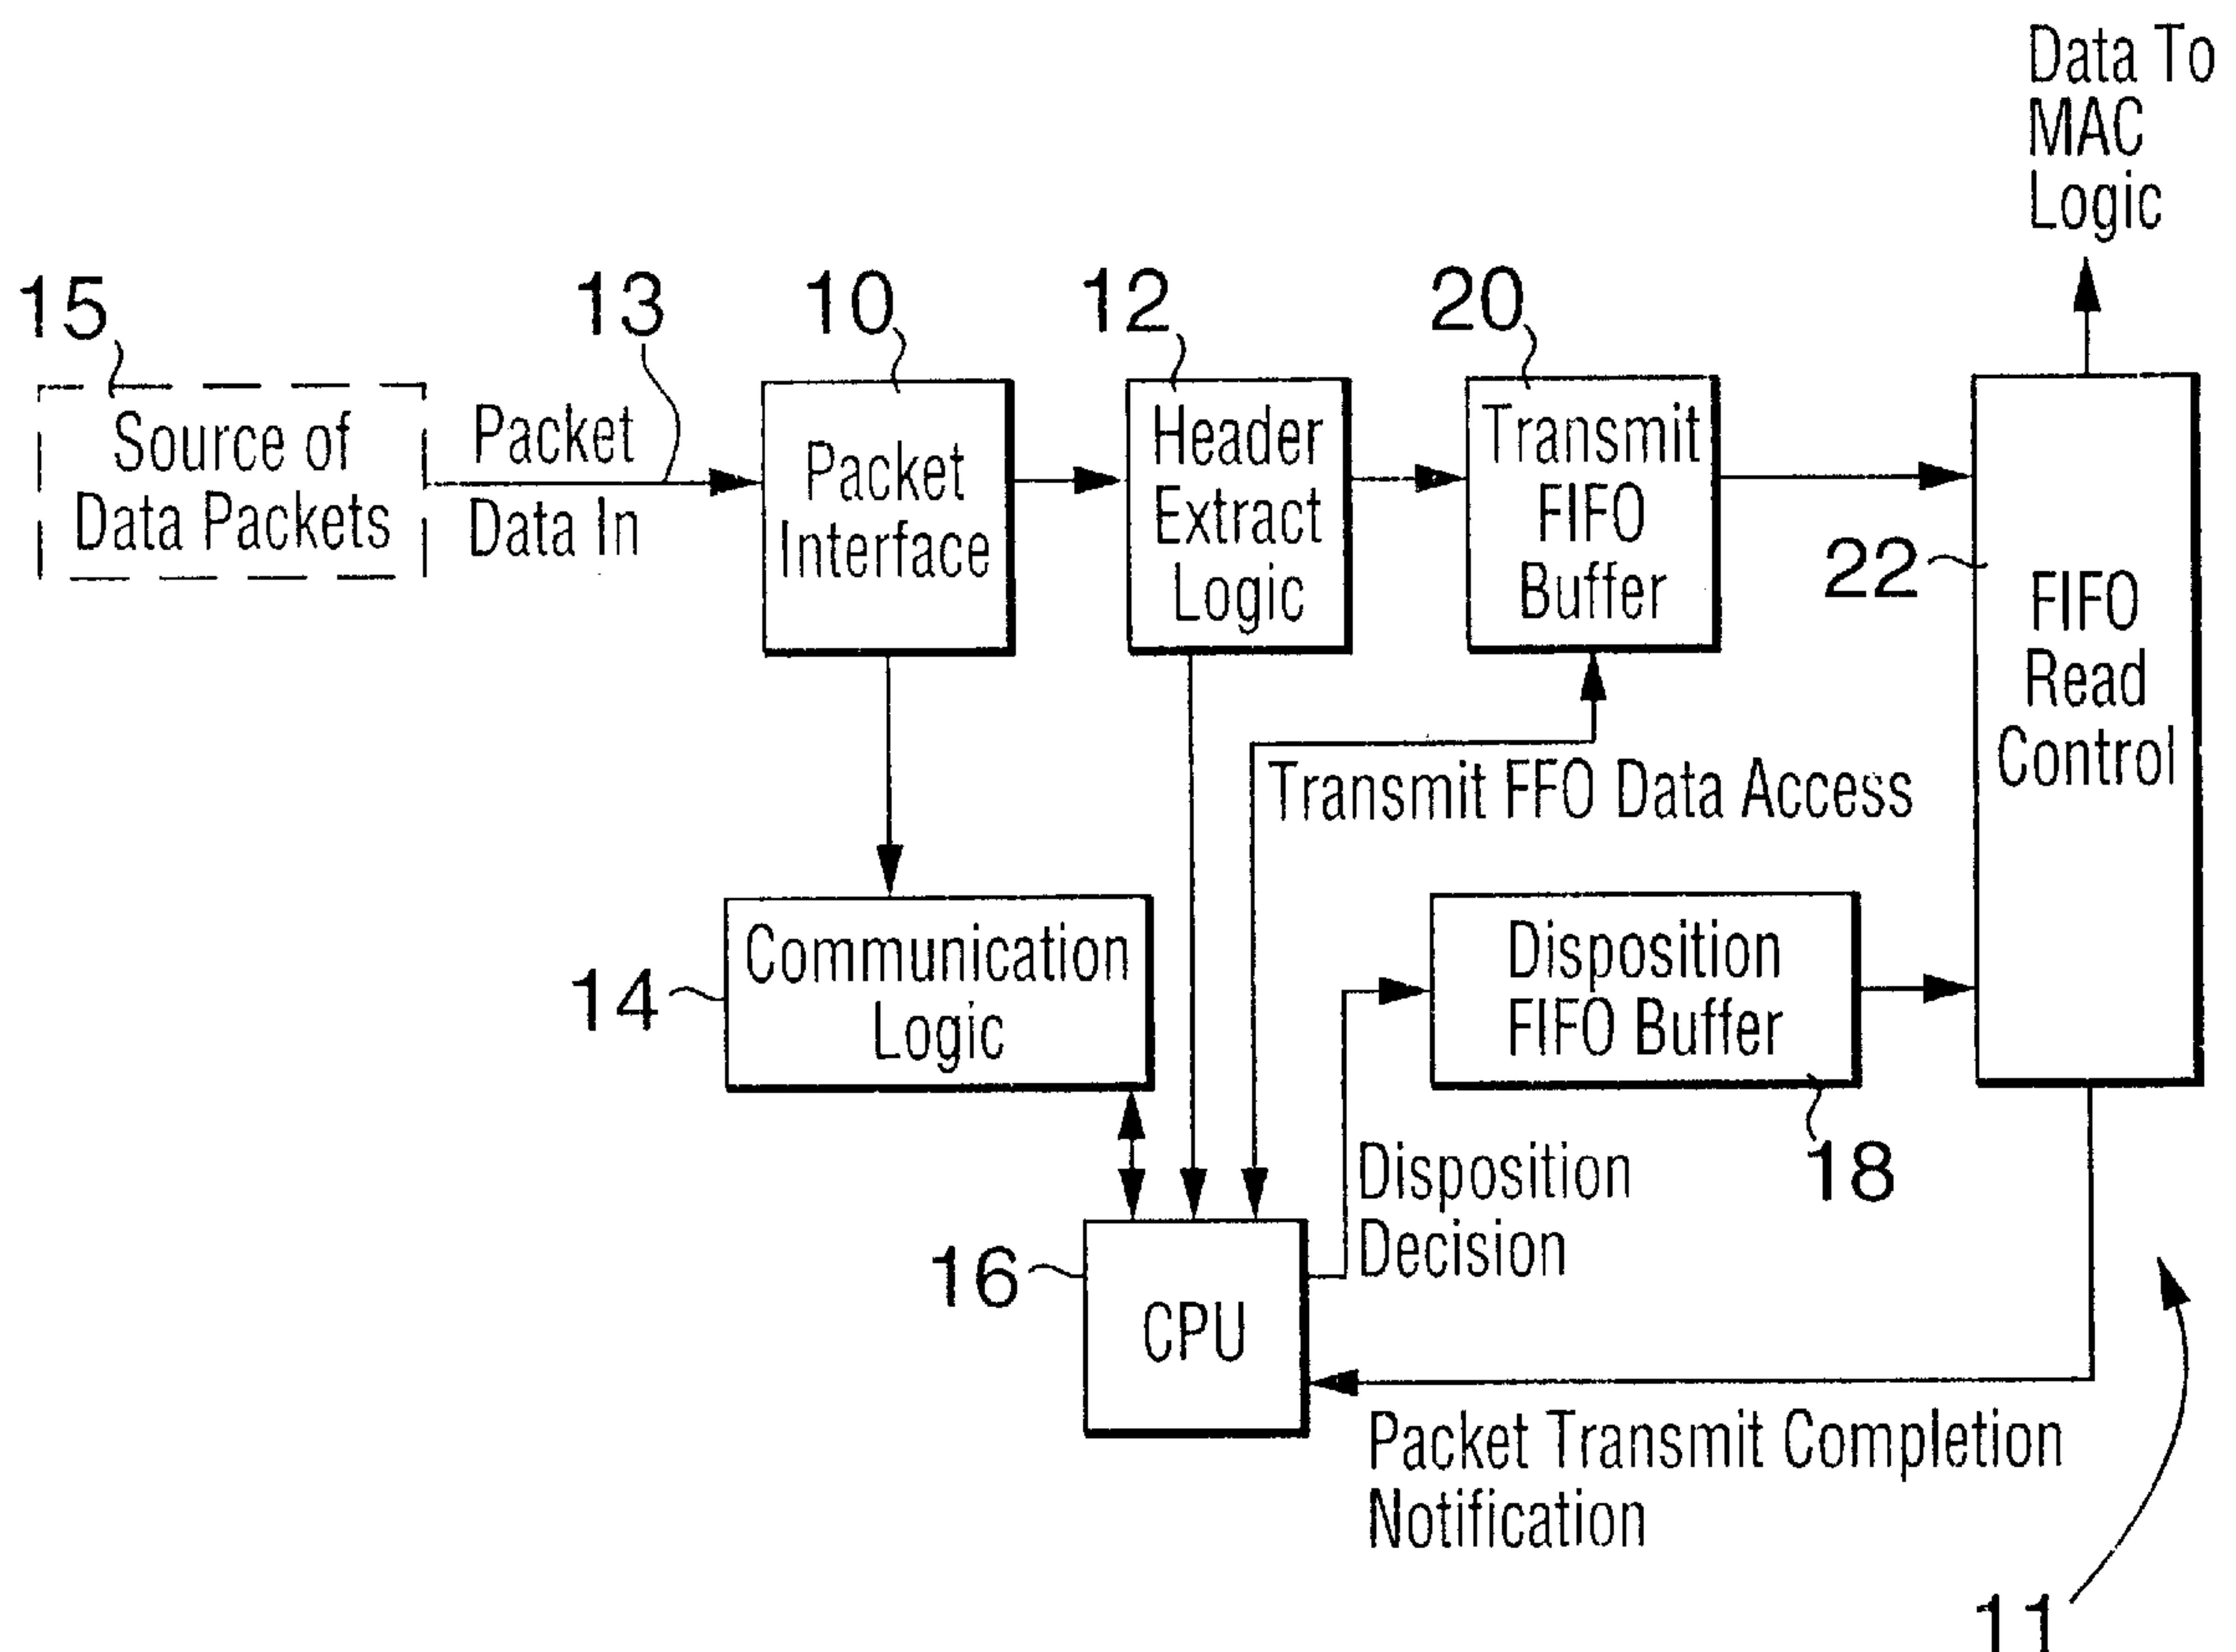 Data To
MAC
Logic
15
13
10
12
20
Source of
Data Packets
Packet
Data In
Packet
Interface
Header
Extract
Logic
Transmit
FIFO
Buffer
22
FIFO
Read
Control
Transmit FFO Data Access
14
Communication
Logic
Disposition
FIFO Buffer
18
Disposition
Decision
16
CPU
Packet Transmit Completion
Notification
11